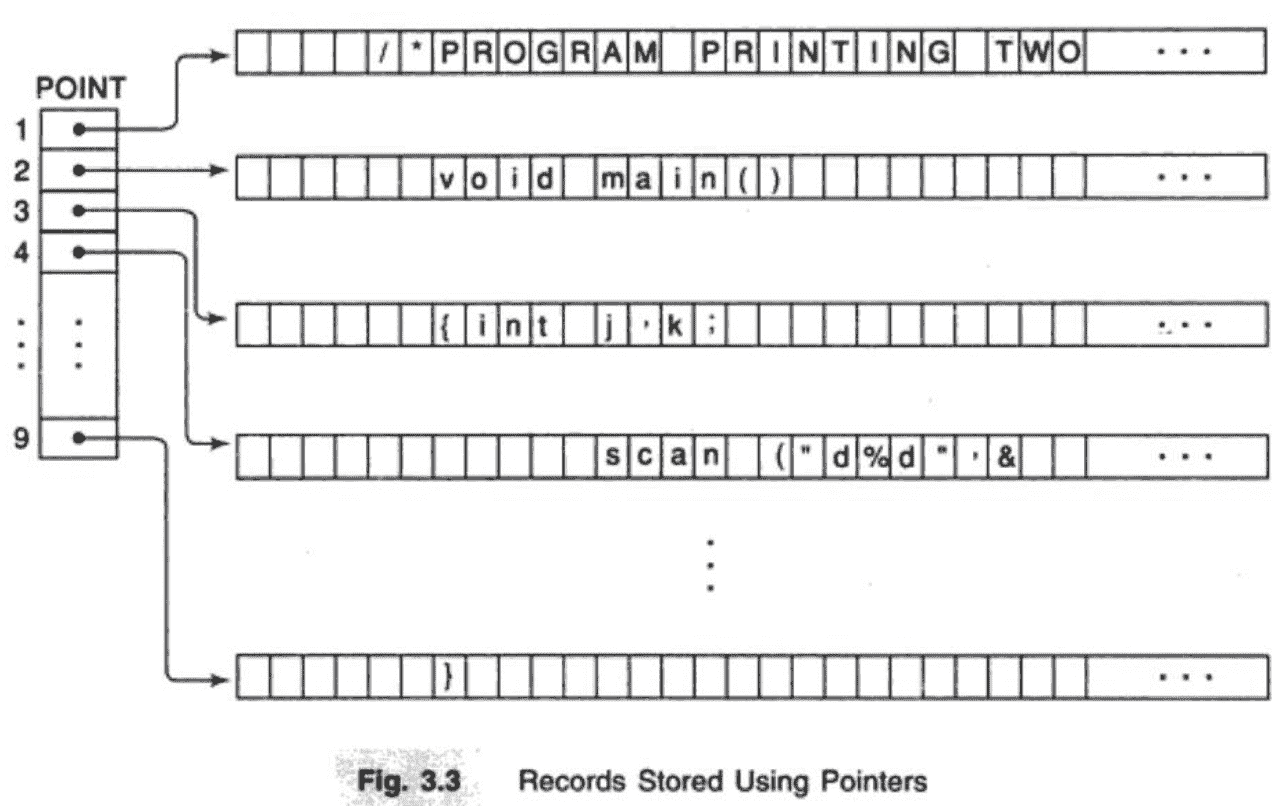 /*PROGRAM PRINTING TWO ...
POINT
1
2
void main() ...
3
4
{int j,k; ...
9
scan ("d%d",& ...
} ...
Fig. 3.3 Records Stored Using Pointers